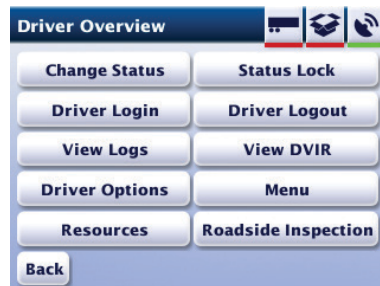 Driver Overview
Change Status
Status Lock
Driver Login
Driver Logout
View Logs
View DVIR
Driver Options
Menu
Resources
Roadside Inspection
Back